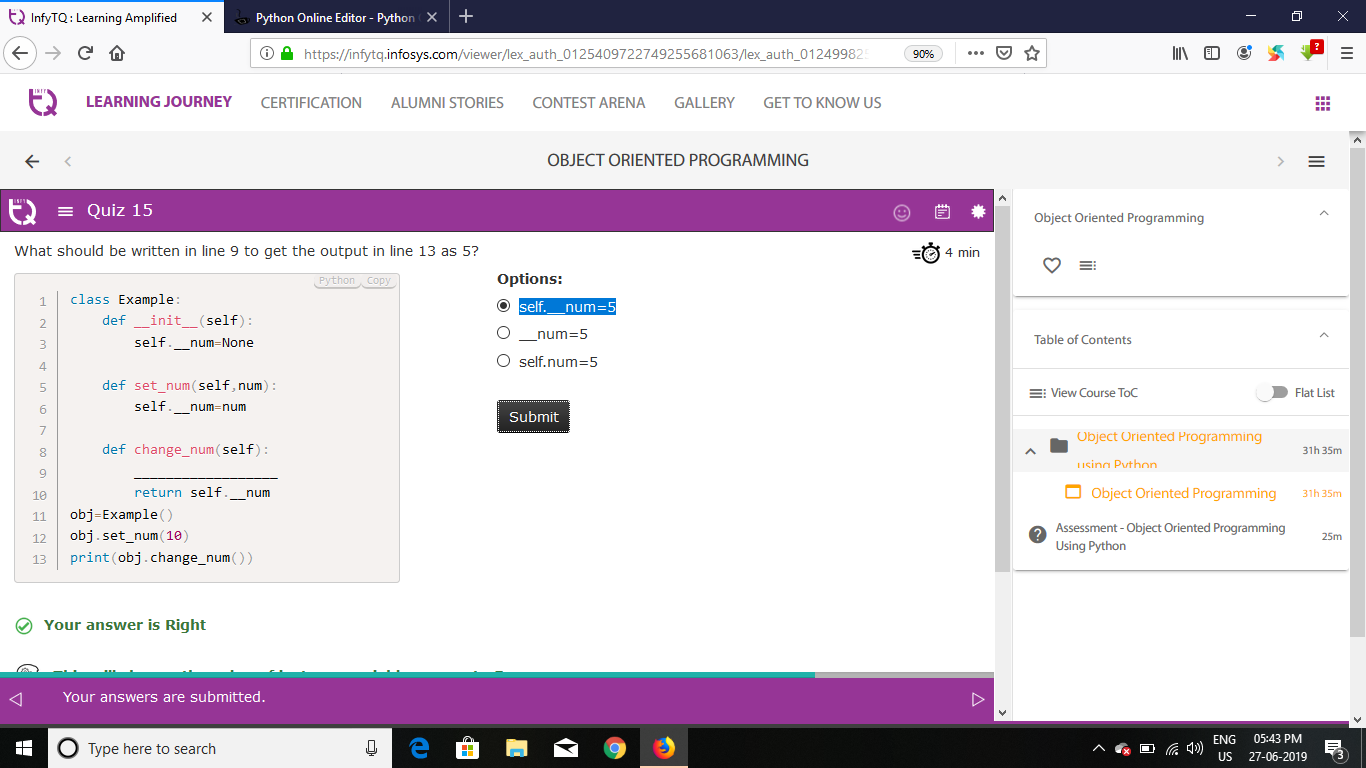 InfyTQ : Learning Amplified
Python Online Editor - Python
https://infytq.infosys.com/viewer/lex_auth_0125409722749255681063/lex_auth_01249982
90%
?
INFY
TQ
LEARNING JOURNEY
CERTIFICATION
ALUMNI STORIES
CONTEST ARENA
GALLERY
GET TO KNOW US
OBJECT ORIENTED PROGRAMMING
Quiz 15
What should be written in line 9 to get the output in line 13 as 5?
4 min
Python Copy
1 class Example:
2 def __init__(self):
3 self.__num=None
4
5 def set_num(self,num):
6 self.__num=num
7
8 def change_num(self):
9 __________________
10 return self.__num
11 obj=Example()
12 obj.set_num(10)
13 print(obj.change_num())
Options:
self.__num=5
__num=5
self.num=5
Submit
Your answer is Right
Your answers are submitted.
Object Oriented Programming
Table of Contents
View Course ToC
Flat List
Object Oriented Programming
using Python
31h 35m
Object Oriented Programming
31h 35m
Assessment - Object Oriented Programming
Using Python
25m
Type here to search
ENG
US
05:43 PM
27-06-2019
3